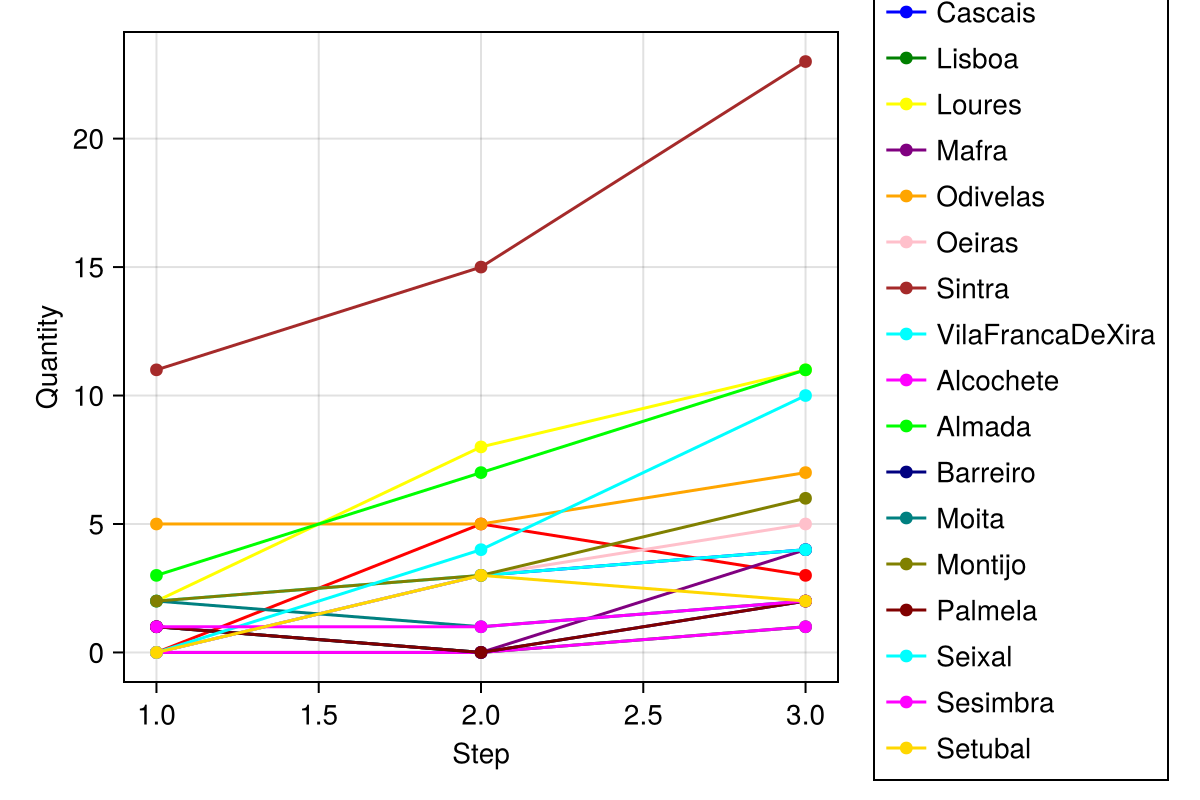 Cascais
Lisboa
Loures
Mafra
Odivelas
Oeiras
Sintra
VilaFrancaDeXira
Alcochete
Almada
Barreiro
Moita
Montijo
Palmela
Seixal
Sesimbra
Setubal
Quantity
20
15
10
5
0
1.0 1.5 2.0 2.5 3.0
Step